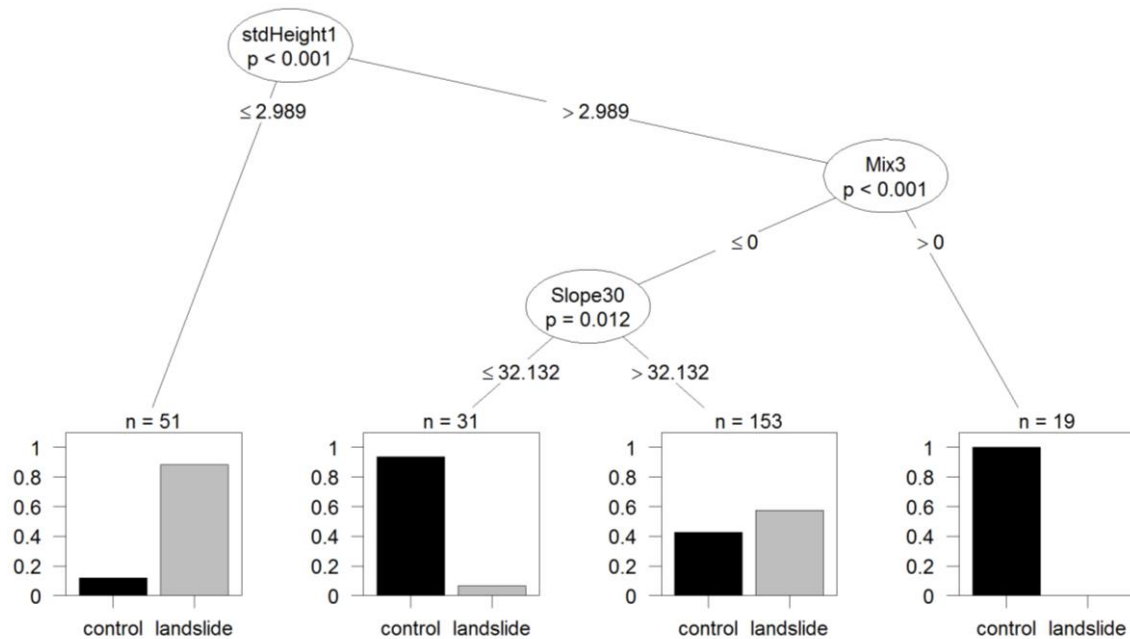 stdHeight1
p < 0.001
≤ 2.989
> 2.989
Mix3
p < 0.001
≤ 0
> 0
Slope30
p = 0.012
≤ 32.132
> 32.132
n = 51
1
0.8
0.6
0.4
0.2
0
control landslide
n = 31
1
0.8
0.6
0.4
0.2
0
control landslide
n = 153
1
0.8
0.6
0.4
0.2
0
control landslide
n = 19
1
0.8
0.6
0.4
0.2
0
control landslide